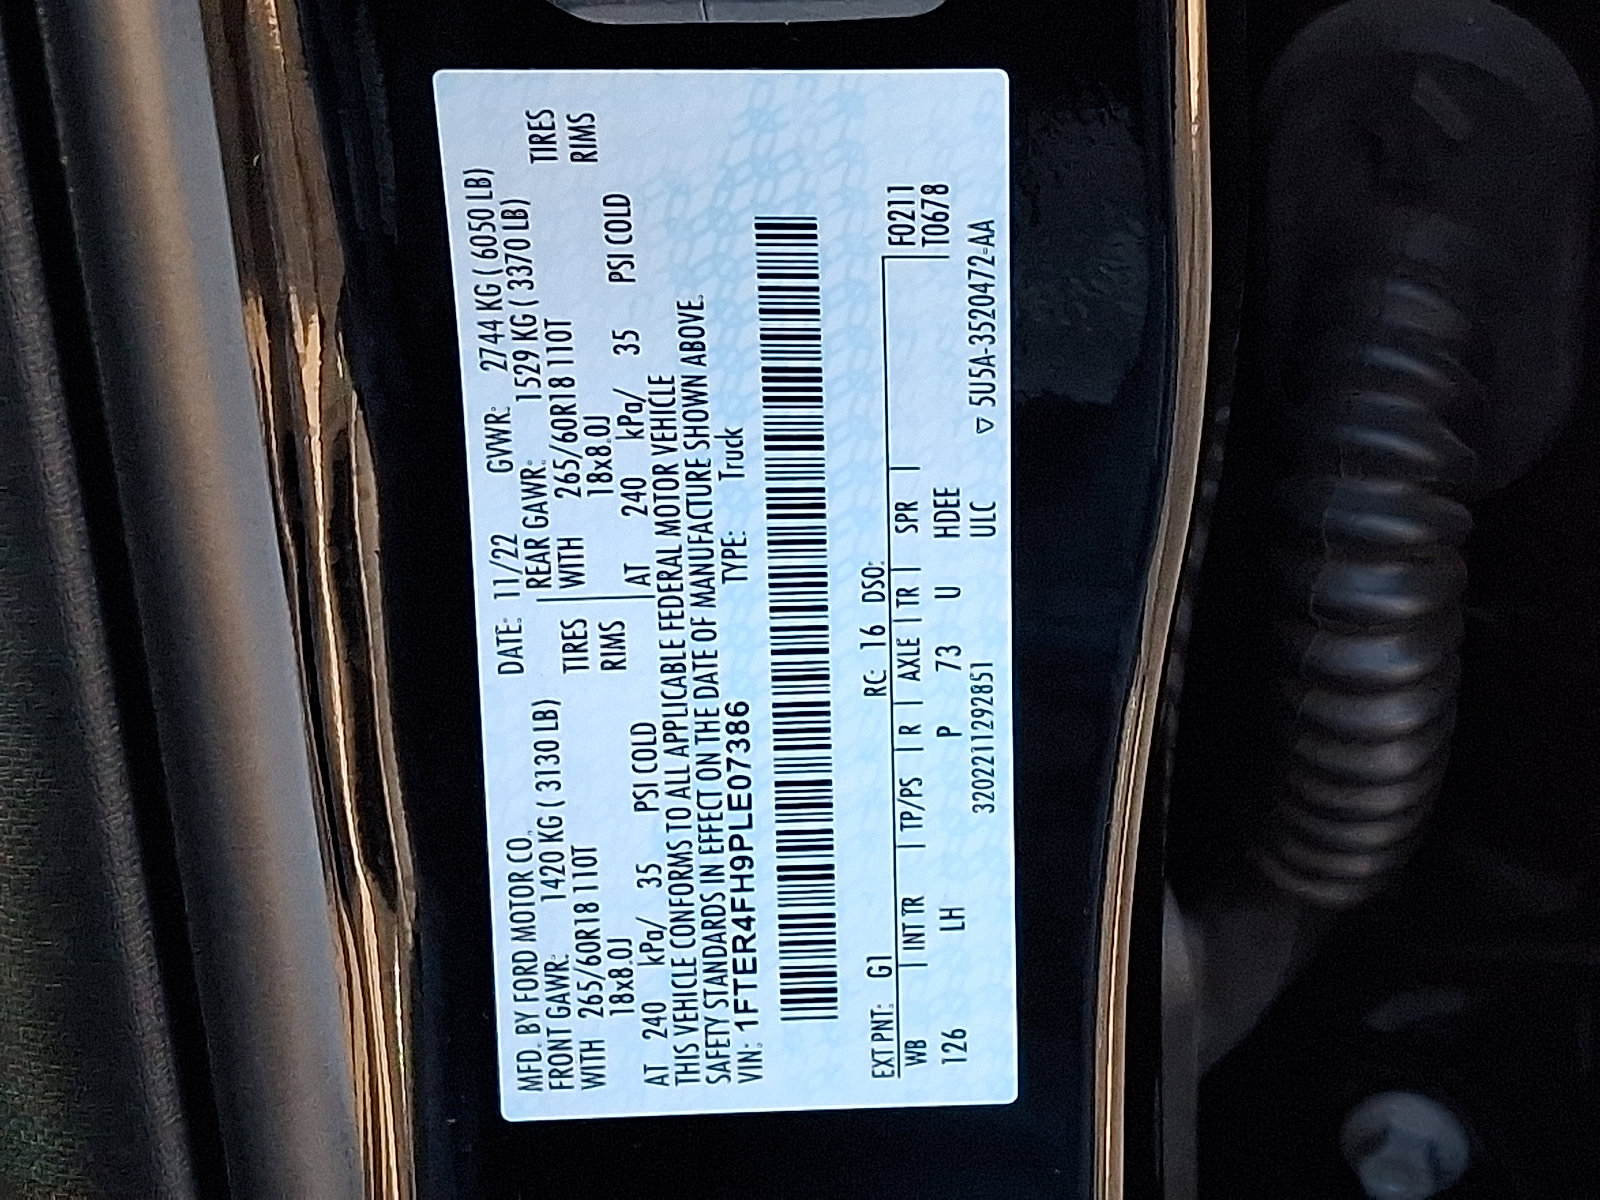 MFD. BY FORD MOTOR CO. DATE: 11/22 GVWR: 2744 KG ( 6050 LB)
FRONT GAWR: 1420 KG ( 3130 LB) REAR GAWR: 1529 KG ( 3370 LB)
WITH 265/60R18 110T TIRES WITH 265/60R18 110T TIRES
18x8.0J RIMS 18x8.0J RIMS
AT 240 kPa/ 35 PSI COLD AT 240 kPa/ 35 PSI COLD
THIS VEHICLE CONFORMS TO ALL APPLICABLE FEDERAL MOTOR VEHICLE
SAFETY STANDARDS IN EFFECT ON THE DATE OF MANUFACTURE SHOWN ABOVE.
VIN: 1FTER4FH9PLE07386 TYPE: Truck
EXT PNT: G1 RC: 16 DSO: F0211
WB | INT TR | TP/PS | R | AXLE | TR | SPR | T0678
126 LH P 73 U HDEE
3202211292851 ULC ▽ 5U5A-3520472-AA